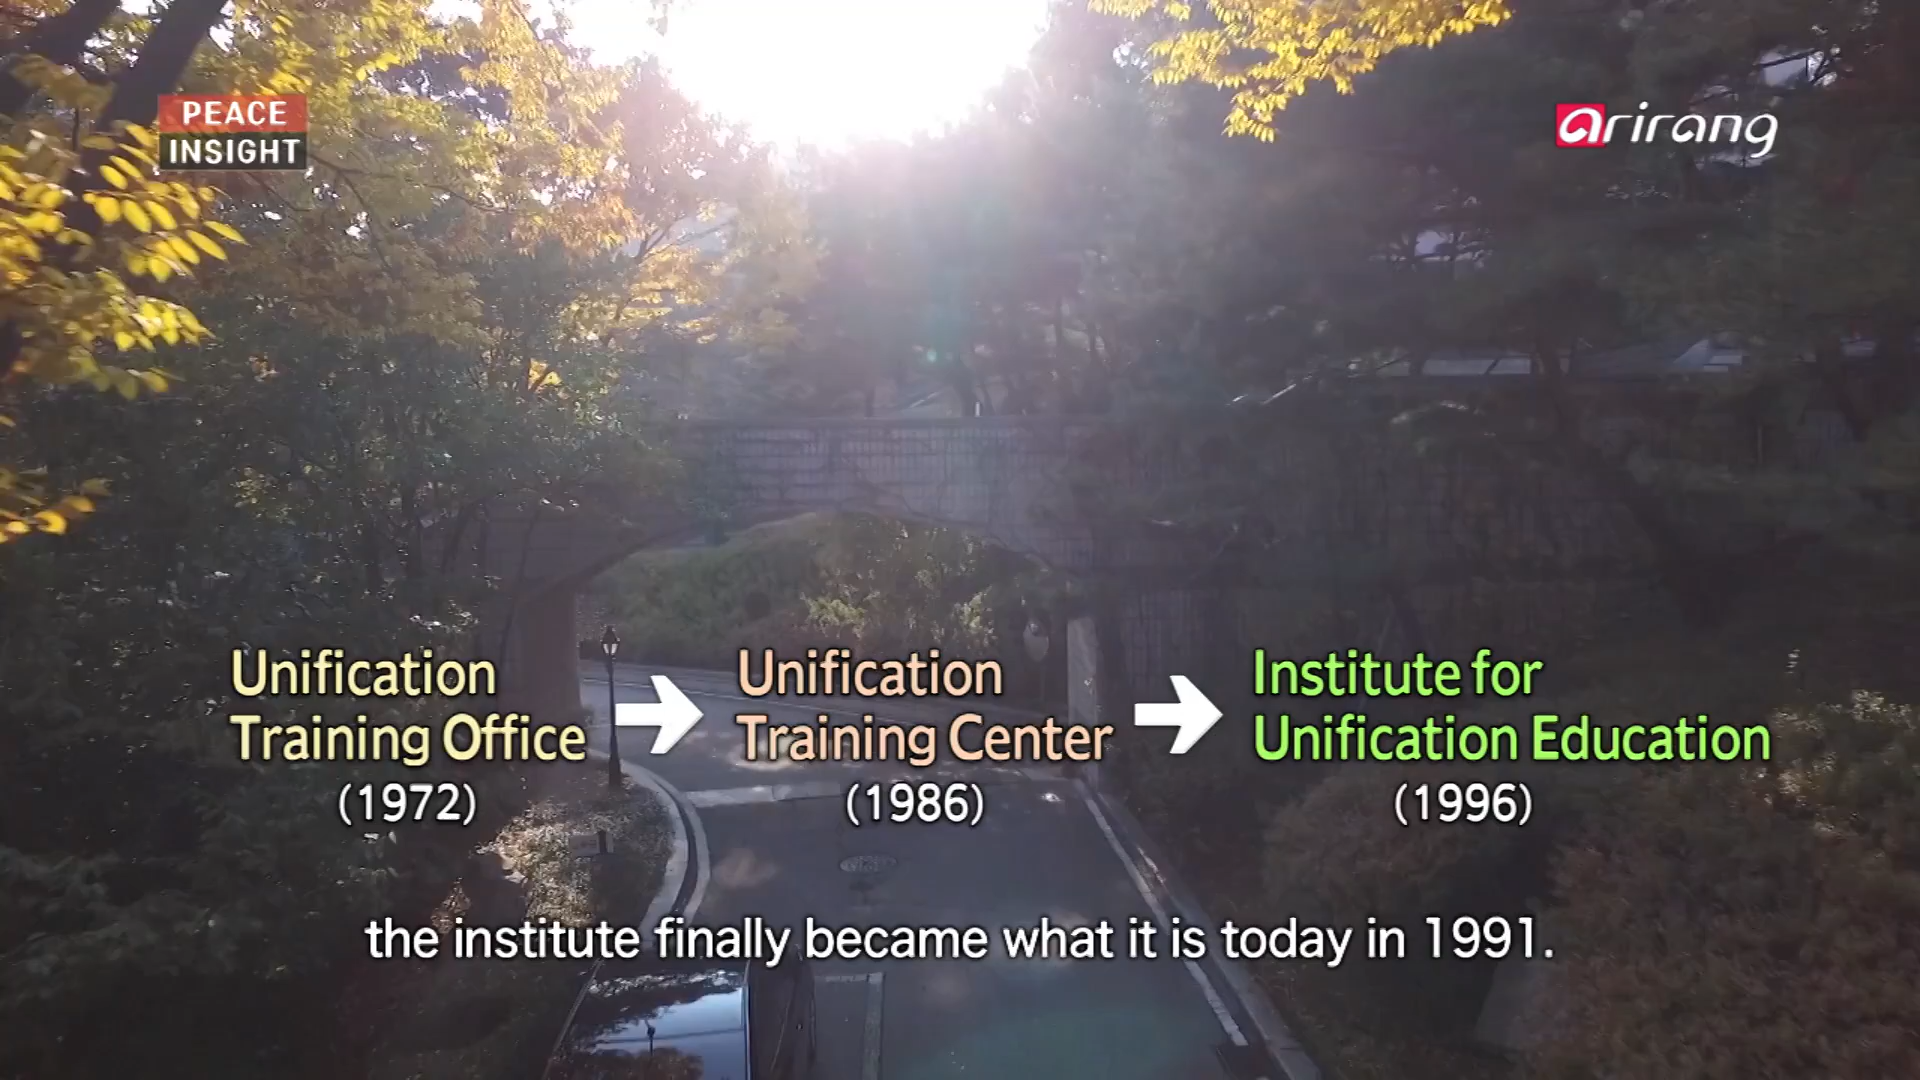 PEACE
INSIGHT
arirang
Unification
Training Office
(1972)
Unification
Training Center
(1986)
Institute for
Unification Education
(1996)
the institute finally became what it is today in 1991.